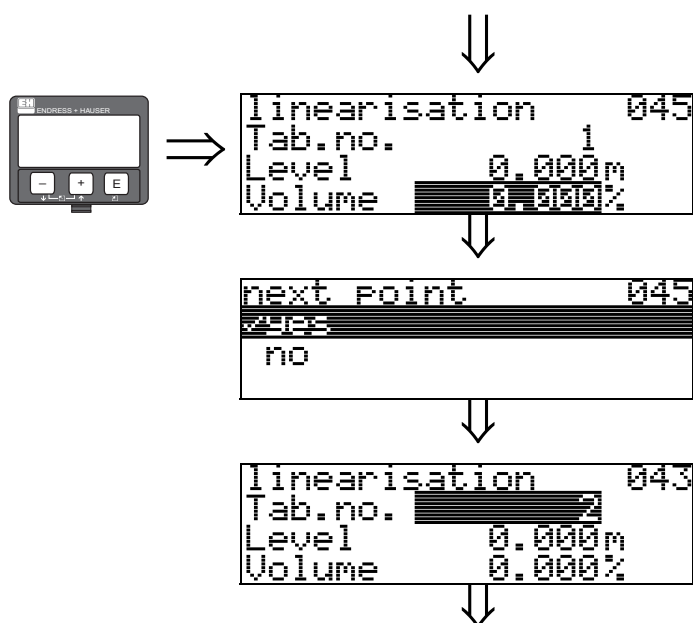 EH
ENDRESS + HAUSER
– + E
linearisation 045
Tab.no. 1
Level 0.000m
Volume 0.000%
next point 045
✓yes
no
linearisation 043
Tab.no. 2
Level 0.000m
Volume 0.000%